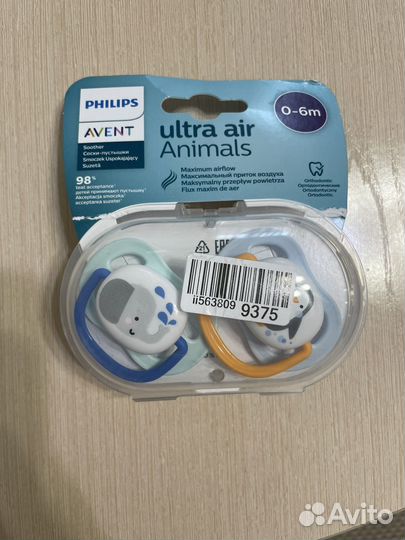 PHILIPS
AVENT
Soother
Соски-пустышки
Smoczek Uspokajający
Suzetă
98%
teat acceptance/
детей принимают пустышку/
Akceptacja smoczka/
acceptarea suzetei
ultra air
Animals
0-6m
Maximum airflow
Максимальный приток воздуха
Maksymalny przepływ powietrza
Flux maxim de aer
Orthodontic
Ортодонтические
Ortodontyczny
Ortodontic
ii563809 9375
Avito